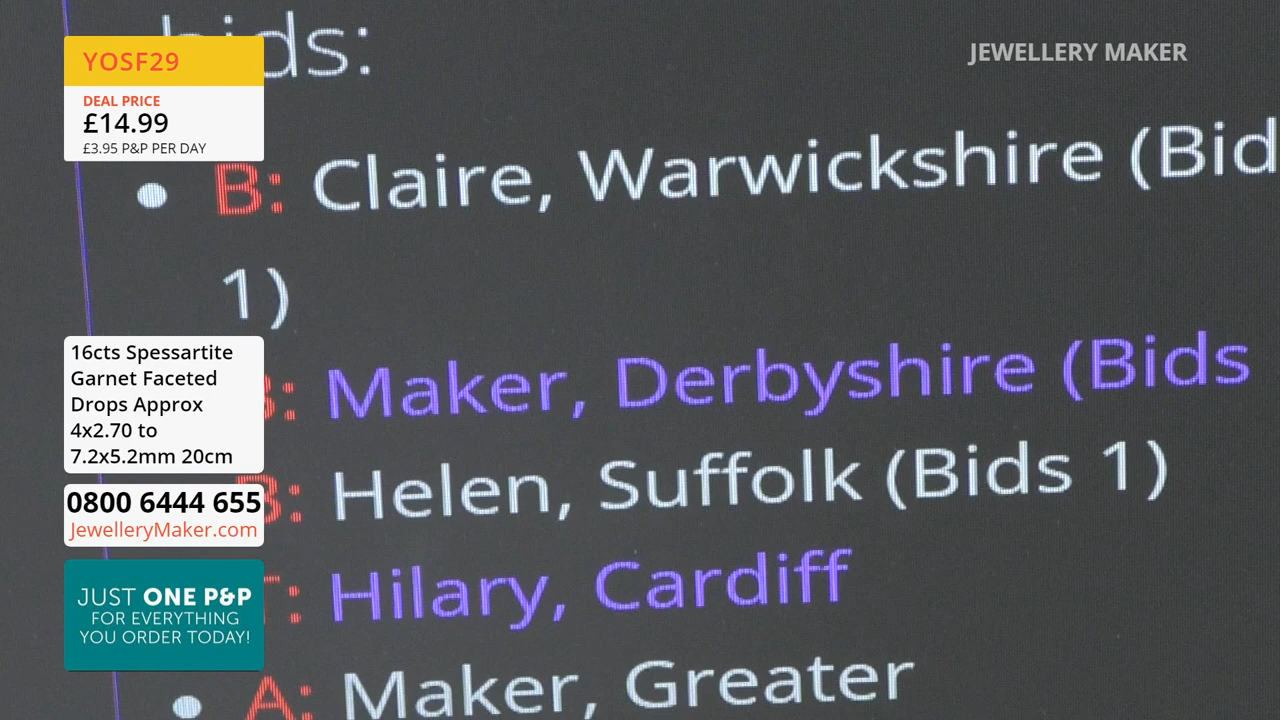 bids:
YOSF29
DEAL PRICE
£14.99
£3.95 P&P PER DAY
JEWELLERY MAKER
B: Claire, Warwickshire (Bid
1)
B: Maker, Derbyshire (Bids
B: Helen, Suffolk (Bids 1)
T: Hilary, Cardiff
A: Maker, Greater
16cts Spessartite
Garnet Faceted
Drops Approx
4x2.70 to
7.2x5.2mm 20cm
0800 6444 655
JewelleryMaker.com
JUST ONE P&P
FOR EVERYTHING
YOU ORDER TODAY!